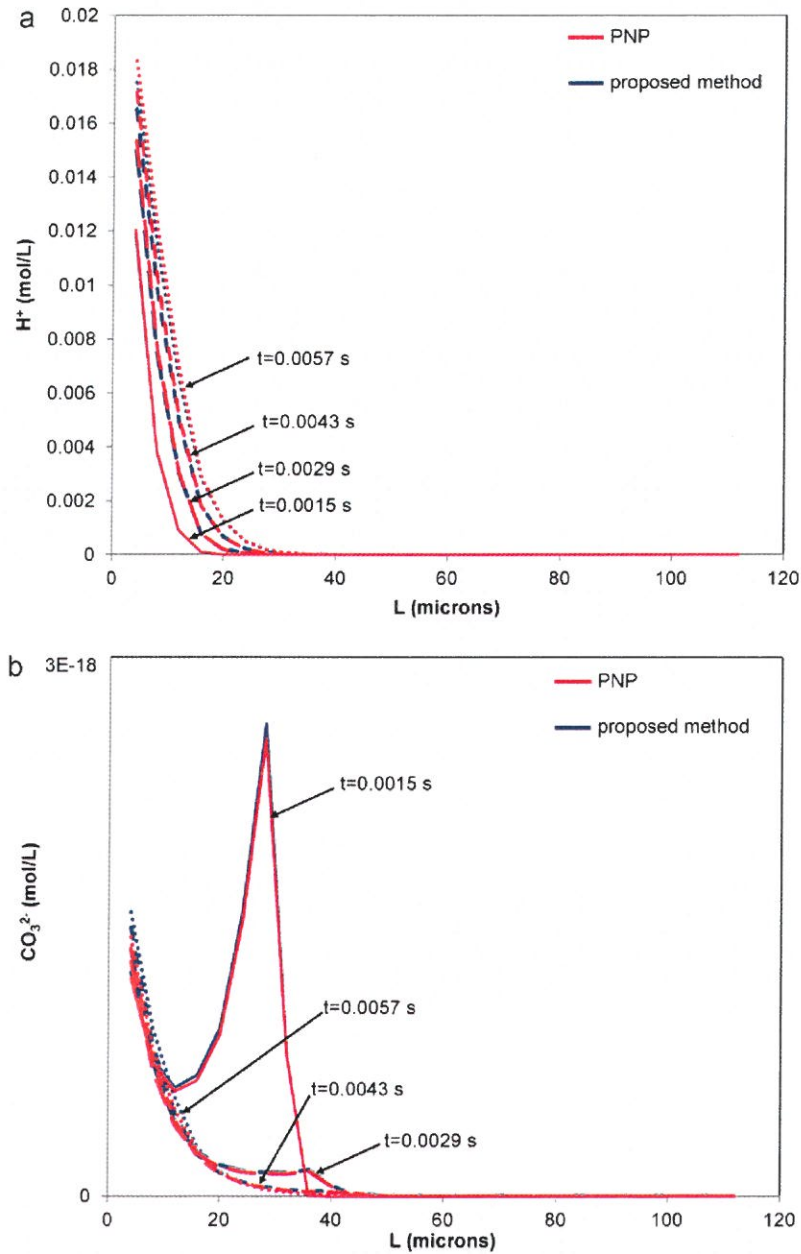 a
0.02
0.018
0.016
0.014
0.012
0.01
0.008
0.006
0.004
0.002
0
H⁺ (mol/L)
PNP
proposed method
t=0.0057 s
t=0.0043 s
t=0.0029 s
t=0.0015 s
0 20 40 60 80 100 120
L (microns)
b
3E-18
0
CO₃²⁻ (mol/L)
PNP
proposed method
t=0.0015 s
t=0.0057 s
t=0.0043 s
t=0.0029 s
0 20 40 60 80 100 120
L (microns)